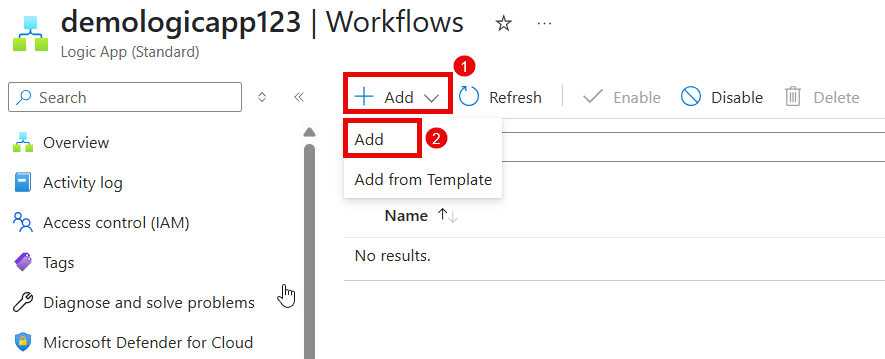 demologicapp123 | Workflows ☆ ...
Logic App (Standard)
Search
Overview
Activity log
Access control (IAM)
Tags
Diagnose and solve problems
Microsoft Defender for Cloud
1
+ Add Refresh Enable Disable Delete
Add 2
Add from Template
Name ↑↓
No results.